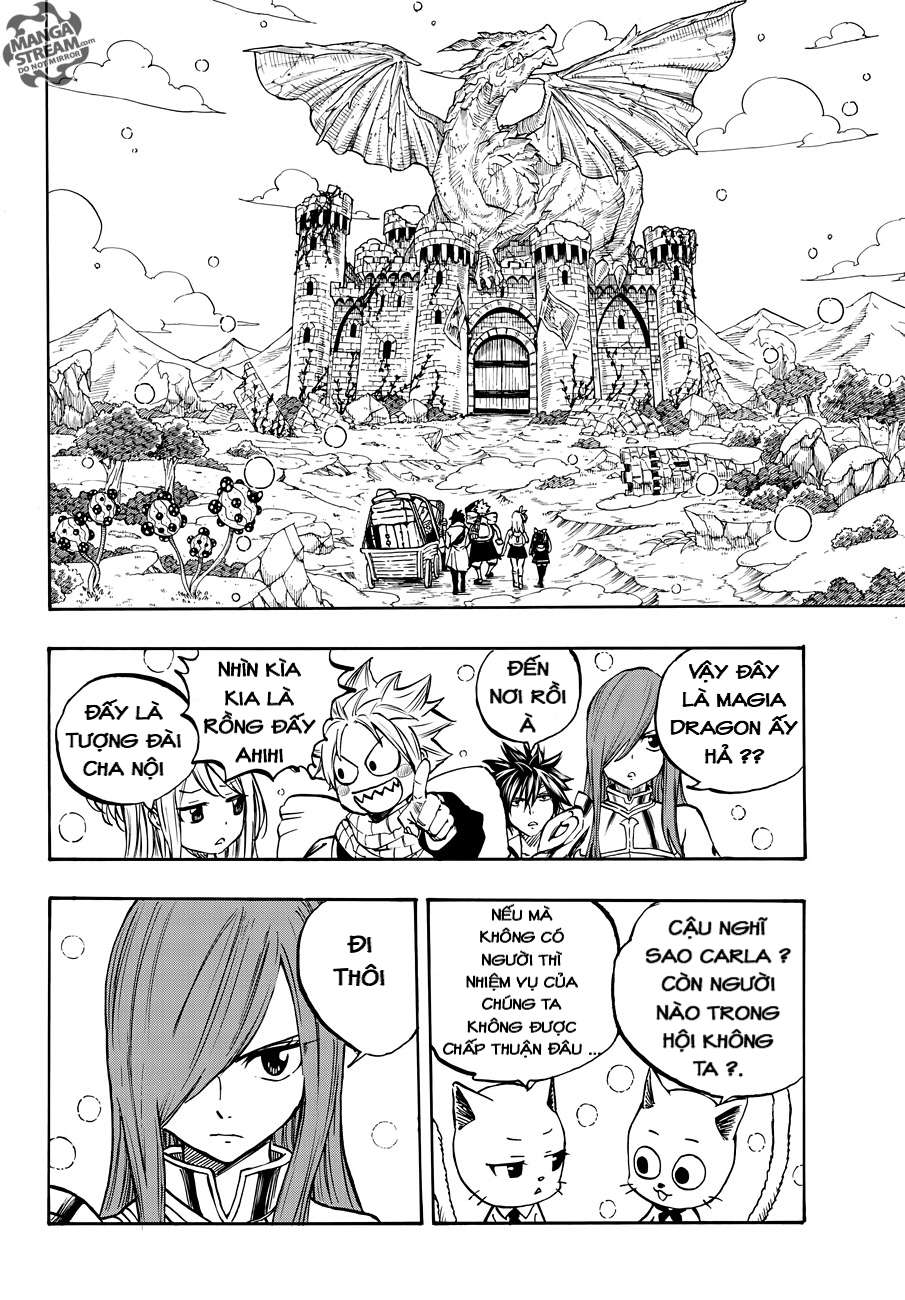 MANGA
STREAM.COM
DO NOT MIRROR
VẬY ĐÂY
LÀ MAGIA
DRAGON ẤY
HẢ ??
ĐẾN
NƠI RỒI
À
NHÌN KÌA
KIA LÀ
RỒNG ĐẤY
AHIHI
ĐẤY LÀ
TƯỢNG ĐÀI
CHA NỘI
CẬU NGHĨ
SAO CARLA ?
CÒN NGƯỜI
NÀO TRONG
HỘI KHÔNG
TA ?.
NẾU MÀ
KHÔNG CÓ
NGƯỜI THÌ
NHIỆM VỤ CỦA
CHÚNG TA
KHÔNG ĐƯỢC
CHẤP THUẬN ĐÂU ...
ĐI
THÔI